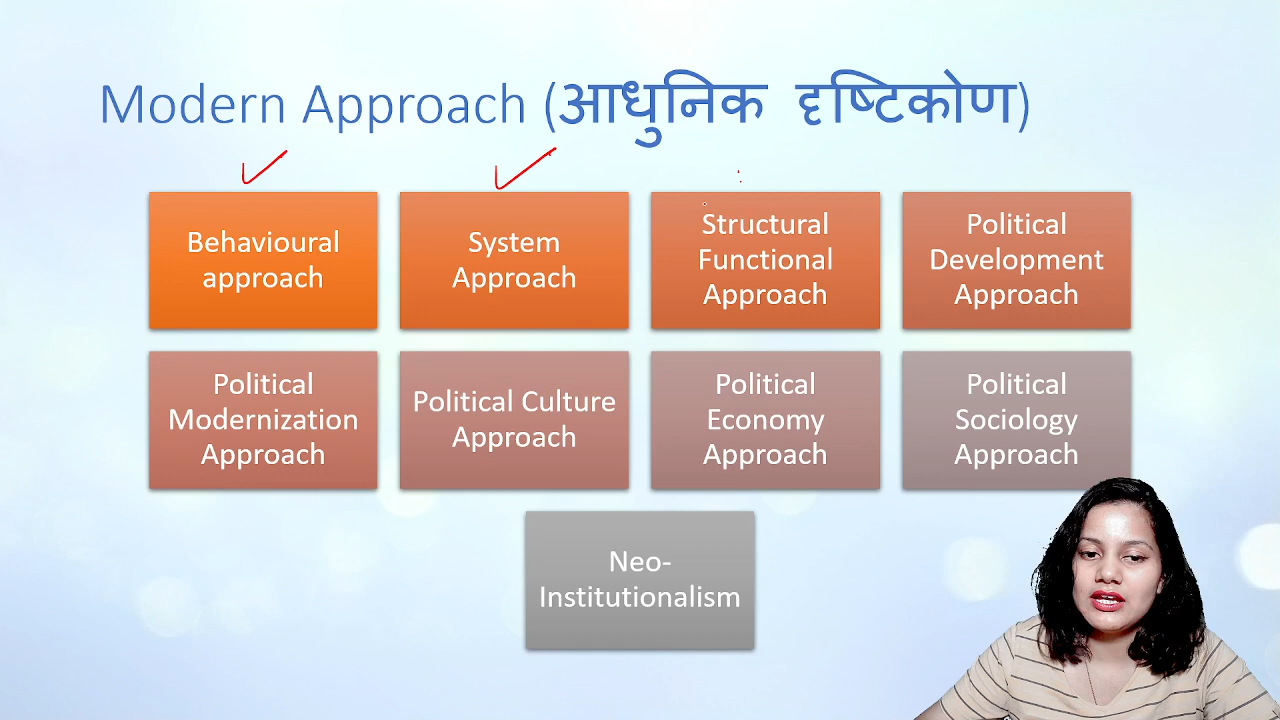 Modern Approach (आधुनिक दृष्टिकोण)
Behavioural
approach
System
Approach
Structural
Functional
Approach
Political
Development
Approach
Political
Modernization
Approach
Political Culture
Approach
Political
Economy
Approach
Political
Sociology
Approach
Neo-
Institutionalism